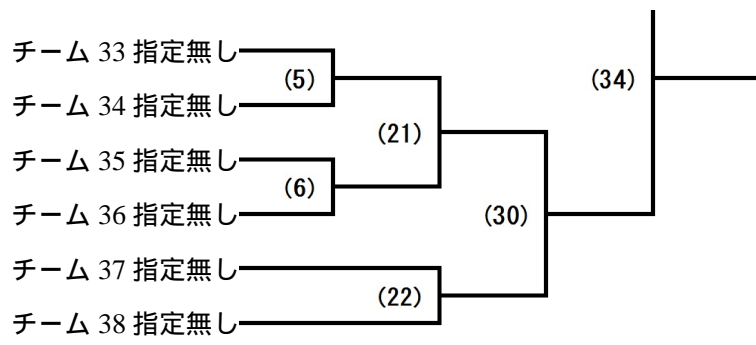 チーム 33 指定無し
(5)
(34)
チーム 34 指定無し
(21)
チーム 35 指定無し
(6)
チーム 36 指定無し
(30)
チーム 37 指定無し
(22)
チーム 38 指定無し